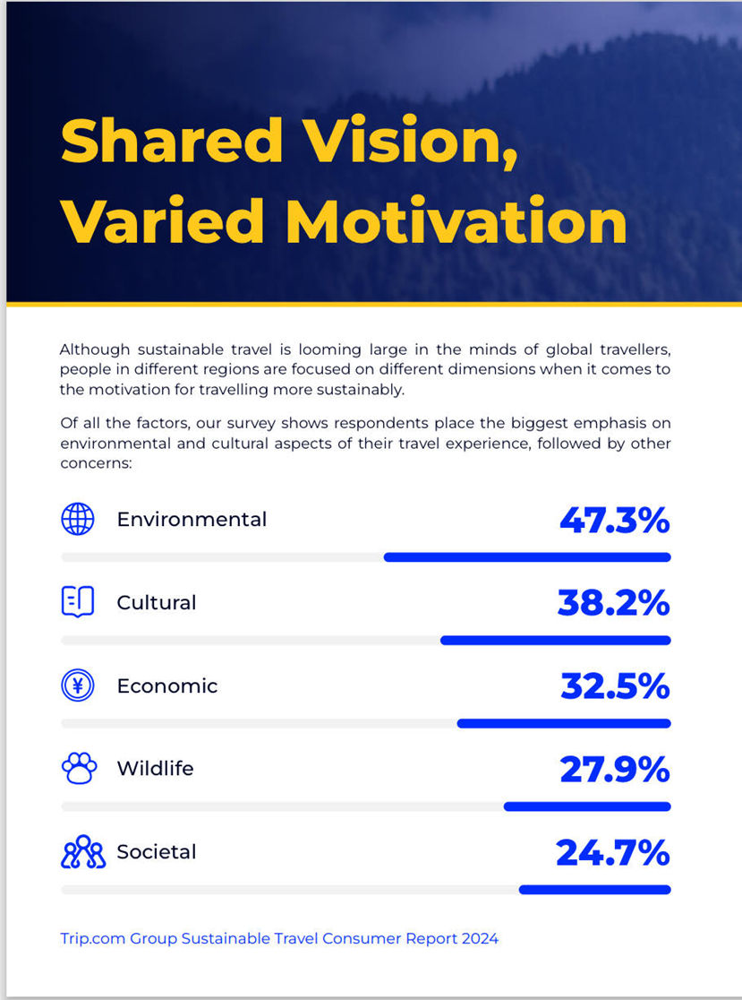 Shared Vision,
Varied Motivation
Although sustainable travel is looming large in the minds of global travellers,
people in different regions are focused on different dimensions when it comes to
the motivation for travelling more sustainably.
Of all the factors, our survey shows respondents place the biggest emphasis on
environmental and cultural aspects of their travel experience, followed by other
concerns:
Environmental 47.3%
Cultural 38.2%
¥ Economic 32.5%
Wildlife 27.9%
Societal 24.7%
Trip.com Group Sustainable Travel Consumer Report 2024